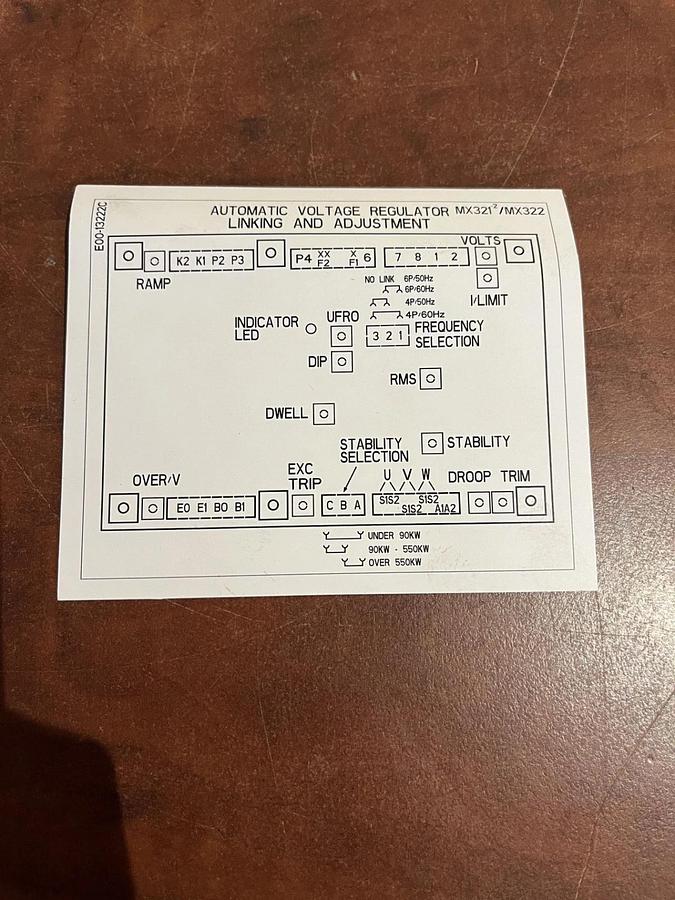 E00-13222C
AUTOMATIC VOLTAGE REGULATOR MX321-²/MX322
LINKING AND ADJUSTMENT
VOLTS
K2 K1 P2 P3
P4 XX X 6
F2 F1
7 8 1 2
RAMP
NO LINK 6P/50Hz
6P/60Hz
I/LIMIT
4P/50Hz
4P/60Hz
UFRO
INDICATOR
LED
3 2 1
FREQUENCY
SELECTION
DIP
RMS
DWELL
STABILITY
SELECTION
STABILITY
EXC
TRIP
U V W
DROOP TRIM
OVER/V
E0 E1 B0 B1
C B A
S1S2 S1S2
S1S2 A1A2
UNDER 90KW
90KW - 550KW
OVER 550KW